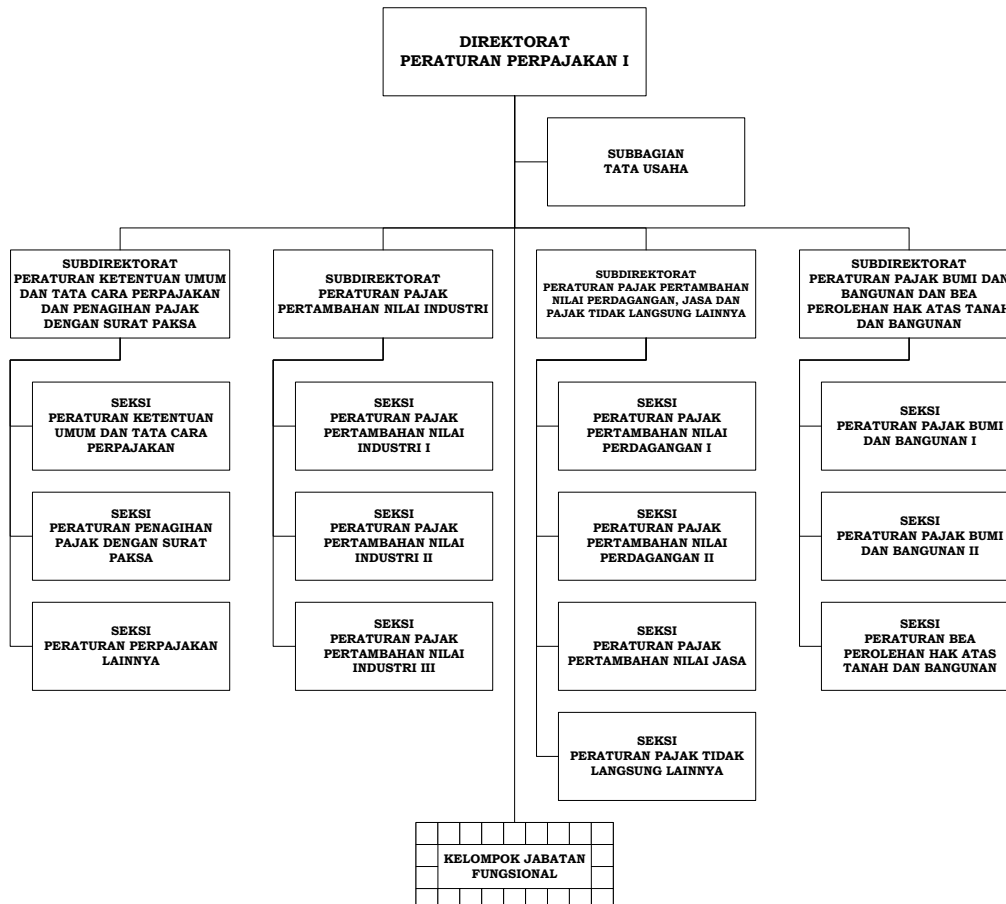 DIREKTORAT
PERATURAN PERPAJAKAN I
SUBBAGIAN
TATA USAHA
SUBDIREKTORAT
PERATURAN KETENTUAN UMUM
DAN TATA CARA PERPAJAKAN
DAN PENAGIHAN PAJAK
DENGAN SURAT PAKSA
SEKSI
PERATURAN KETENTUAN
UMUM DAN TATA CARA
PERPAJAKAN
SEKSI
PERATURAN PENAGIHAN
PAJAK DENGAN SURAT
PAKSA
SEKSI
PERATURAN PERPAJAKAN
LAINNYA
SUBDIREKTORAT
PERATURAN PAJAK
PERTAMBAHAN NILAI INDUSTRI
SEKSI
PERATURAN PAJAK
PERTAMBAHAN NILAI
INDUSTRI I
SEKSI
PERATURAN PAJAK
PERTAMBAHAN NILAI
INDUSTRI II
SEKSI
PERATURAN PAJAK
PERTAMBAHAN NILAI
INDUSTRI III
SUBDIREKTORAT
PERATURAN PAJAK PERTAMBAHAN
NILAI PERDAGANGAN, JASA DAN
PAJAK TIDAK LANGSUNG LAINNYA
SEKSI
PERATURAN PAJAK
PERTAMBAHAN NILAI
PERDAGANGAN I
SEKSI
PERATURAN PAJAK
PERTAMBAHAN NILAI
PERDAGANGAN II
SEKSI
PERATURAN PAJAK
PERTAMBAHAN NILAI JASA
SEKSI
PERATURAN PAJAK TIDAK
LANGSUNG LAINNYA
SUBDIREKTORAT
PERATURAN PAJAK BUMI DAN
BANGUNAN DAN BEA
PEROLEHAN HAK ATAS TANAH
DAN BANGUNAN
SEKSI
PERATURAN PAJAK BUMI
DAN BANGUNAN I
SEKSI
PERATURAN PAJAK BUMI
DAN BANGUNAN II
SEKSI
PERATURAN BEA
PEROLEHAN HAK ATAS
TANAH DAN BANGUNAN
KELOMPOK JABATAN
FUNGSIONAL